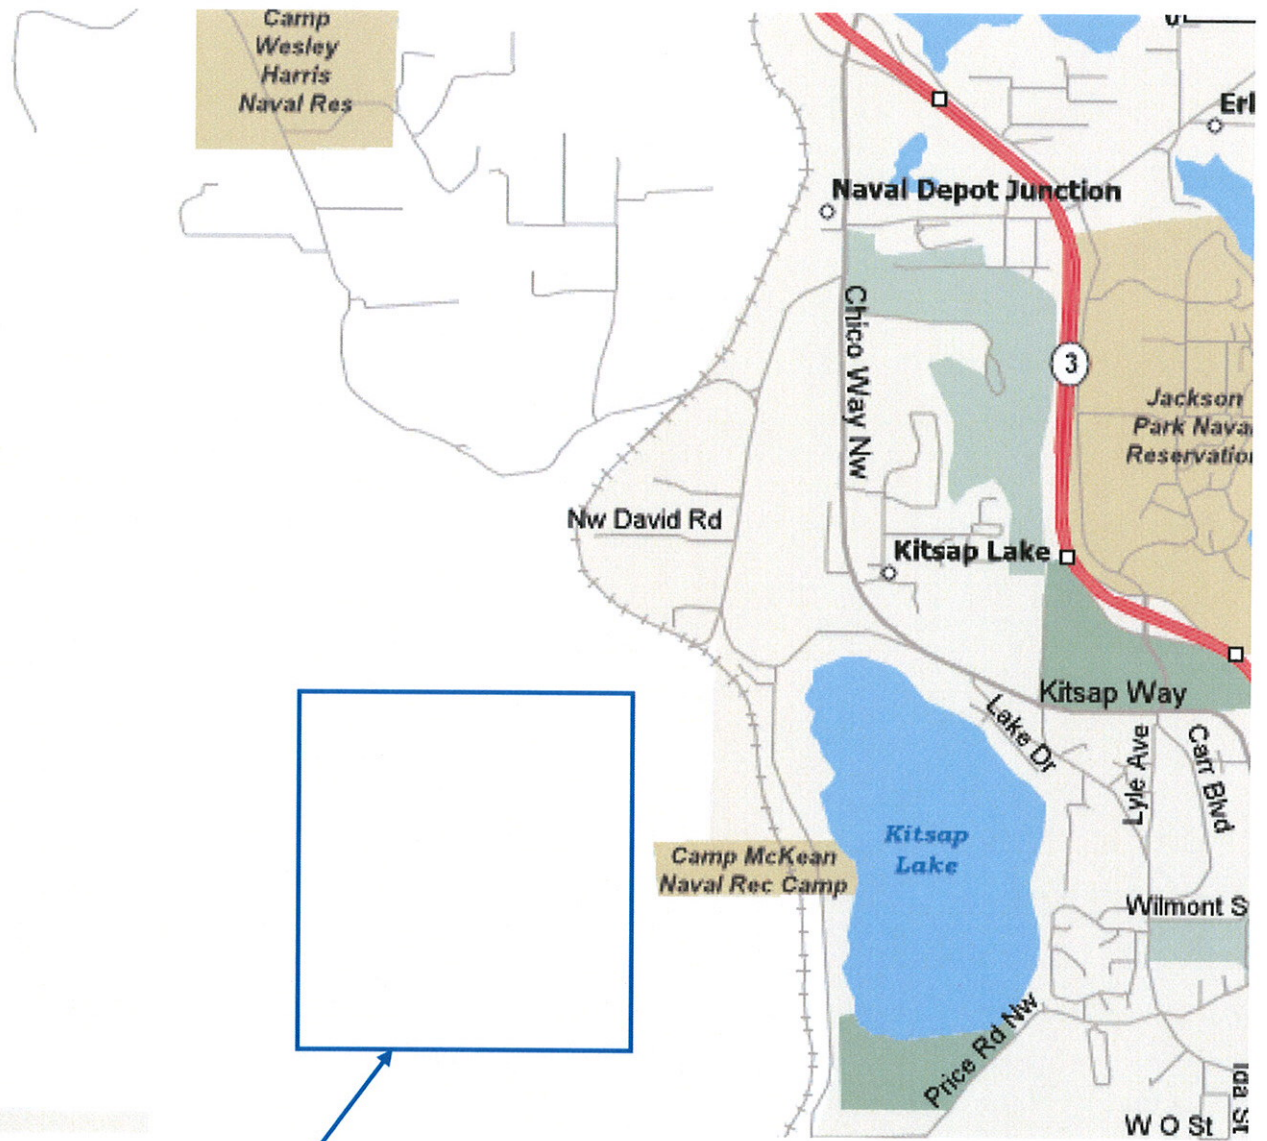 Camp
Wesley
Harris
Naval Res
Erl
Naval Depot Junction
Chico Way Nw
3
Jackson
Park Naval
Reservation
Nw David Rd
Kitsap Lake
Kitsap Way
Lake Dr
Lyle Ave
Carr Blvd
Kitsap
Lake
Camp McKean
Naval Rec Camp
Wilmont S
Price Rd Nw
Ida St
W O St